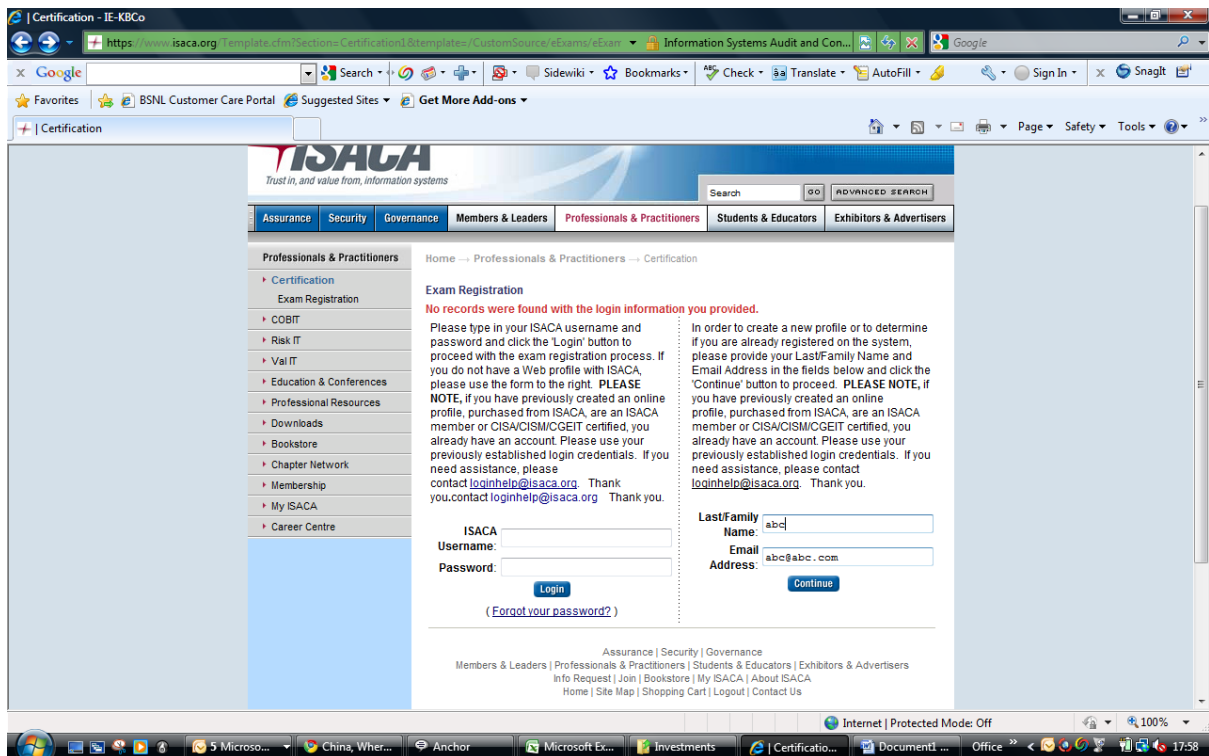 | Certification - IE-KBCo
https://www.isaca.org/Template.cfm?Section=Certification1&template=/CustomSource/eExams/eExam
Information Systems Audit and Con...
Google
x Google Search Sidewiki Bookmarks Check Translate AutoFill Sign In x SnagIt
Favorites BSNL Customer Care Portal Suggested Sites Get More Add-ons
| Certification Page Safety Tools
ISACA
Trust in, and value from, information systems
Search GO ADVANCED SEARCH
Assurance Security Governance Members & Leaders Professionals & Practitioners Students & Educators Exhibitors & Advertisers
Professionals & Practitioners
Certification
Exam Registration
COBIT
Risk IT
Val IT
Education & Conferences
Professional Resources
Downloads
Bookstore
Chapter Network
Membership
My ISACA
Career Centre
Home → Professionals & Practitioners → Certification
Exam Registration
No records were found with the login information you provided.
Please type in your ISACA username and
password and click the 'Login' button to
proceed with the exam registration process. If
you do not have a Web profile with ISACA,
please use the form to the right. PLEASE
NOTE, if you have previously created an online
profile, purchased from ISACA, are an ISACA
member or CISA/CISM/CGEIT certified, you
already have an account. Please use your
previously established login credentials. If you
need assistance, please
contact loginhelp@isaca.org. Thank
you.contact loginhelp@isaca.org Thank you.
ISACA
Username:
Password:
Login
( Forgot your password? )
In order to create a new profile or to determine
if you are already registered on the system,
please provide your Last/Family Name and
Email Address in the fields below and click the
'Continue' button to proceed. PLEASE NOTE, if
you have previously created an online
profile, purchased from ISACA, are an ISACA
member or CISA/CISM/CGEIT certified, you
already have an account. Please use your
previously established login credentials. If you
need assistance, please contact
loginhelp@isaca.org. Thank you.
Last/Family
Name: abc
Email
Address: abc@abc.com
Continue
Assurance | Security | Governance
Members & Leaders | Professionals & Practitioners | Students & Educators | Exhibitors & Advertisers
Info Request | Join | Bookstore | My ISACA | About ISACA
Home | Site Map | Shopping Cart | Logout | Contact Us
Internet | Protected Mode: Off 100%
5 Microso... China, Wher... Anchor Microsoft Ex... Investments | Certificatio... Document1 ... Office 17:58